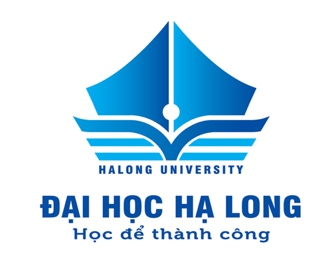 HALONG UNIVERSITY
ĐẠI HỌC HẠ LONG
Học để thành công